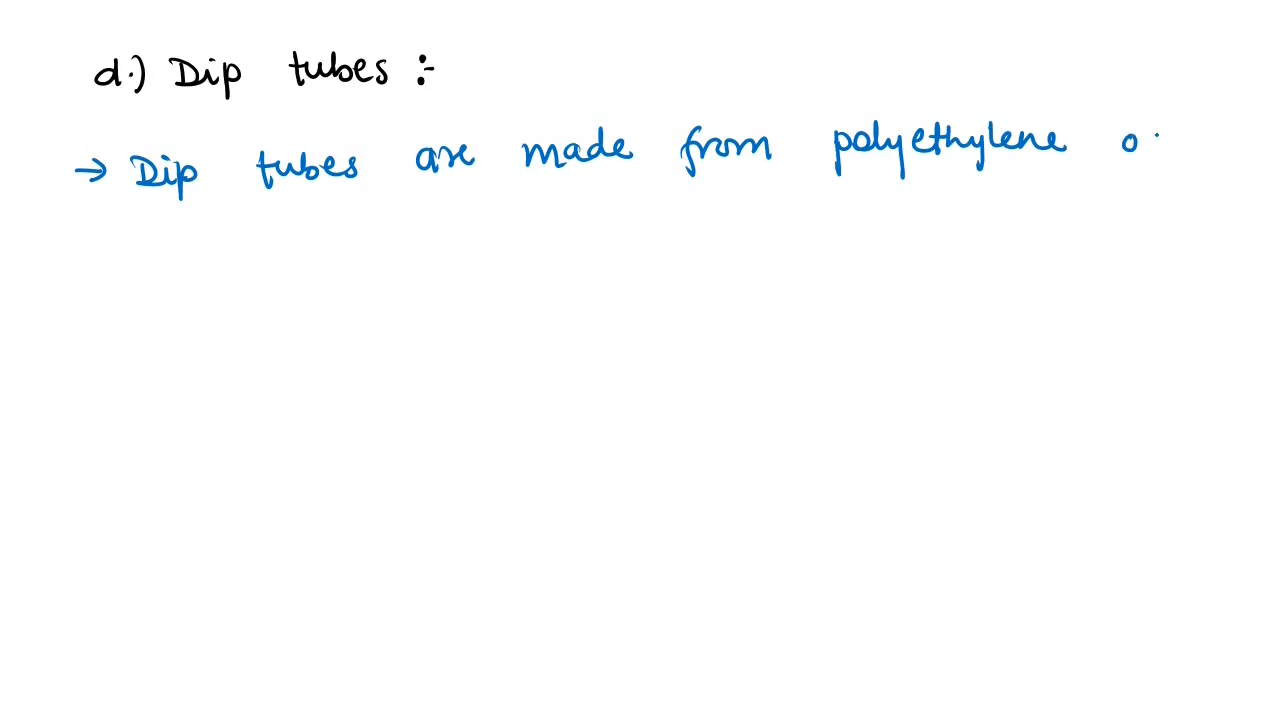 d.) Dip tubes :-
→ Dip tubes are made from polyethylene o